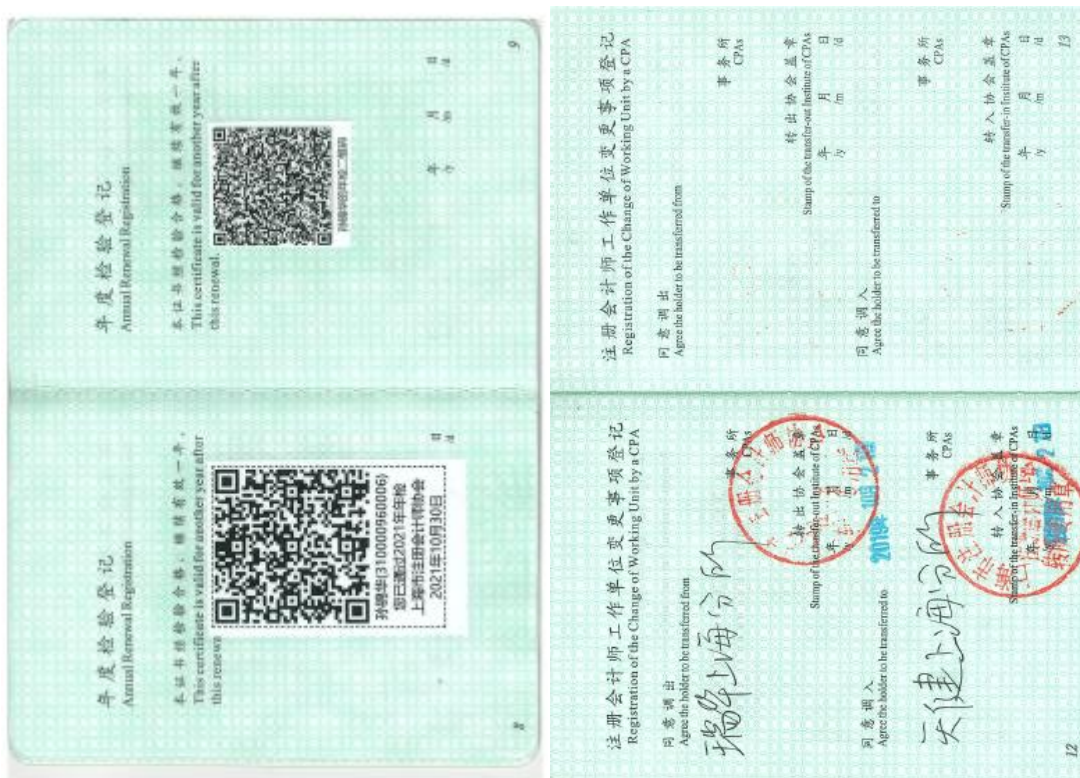 年度检验登记
Annual Renewal Registration
本证书经检验合格，继续有效一年。
This certificate is valid for another year after
this renewa
(310000960006)
您已通过2021年年检
上海市注册会计师协会
2021年10月30日
日
/d
8
年度检验登记
Annual Renewal Registration
本证书经检验合格，继续有效一年。
This certificate is valid for another year after
this renewal.
的年检二维码
年 月 日
/y /m /d
9
注册会计师工作单位变更事项登记
Registration of the Change of Working Unit by a CPA
同意调出
Agree the holder to be transferred from
瑞华上海分所
事务所
CPAs
转出协会盖章
Stamp of the transfer-out Institute of CPAs
年 月 日
/y /m /d
同意调入
Agree the holder to be transferred to
天健上海分所
事务所
CPAs
转入协会盖章
Stamp of the transfer-in Institute of CPAs
年 月 日
12
注册会计师工作单位变更事项登记
Registration of the Change of Working Unit by a CPA
同意调出
Agree the holder to be transferred from
事务所
CPAs
转出协会盖章
Stamp of the transfer-out Institute of CPAs
年 月 日
/y /m /d
同意调入
Agree the holder to be transferred to
事务所
CPAs
转入协会盖章
Stamp of the transfer-in Institute of CPAs
年 月 日
/y /m /d
13